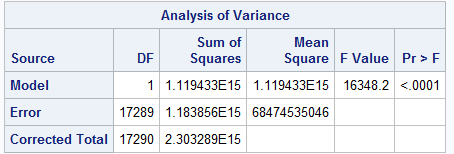 Analysis of Variance
Source DF Sum of Squares Mean Square F Value Pr > F
Model 1 1.119433E15 1.119433E15 16348.2 <.0001
Error 17289 1.183856E15 68474535046
Corrected Total 17290 2.303289E15